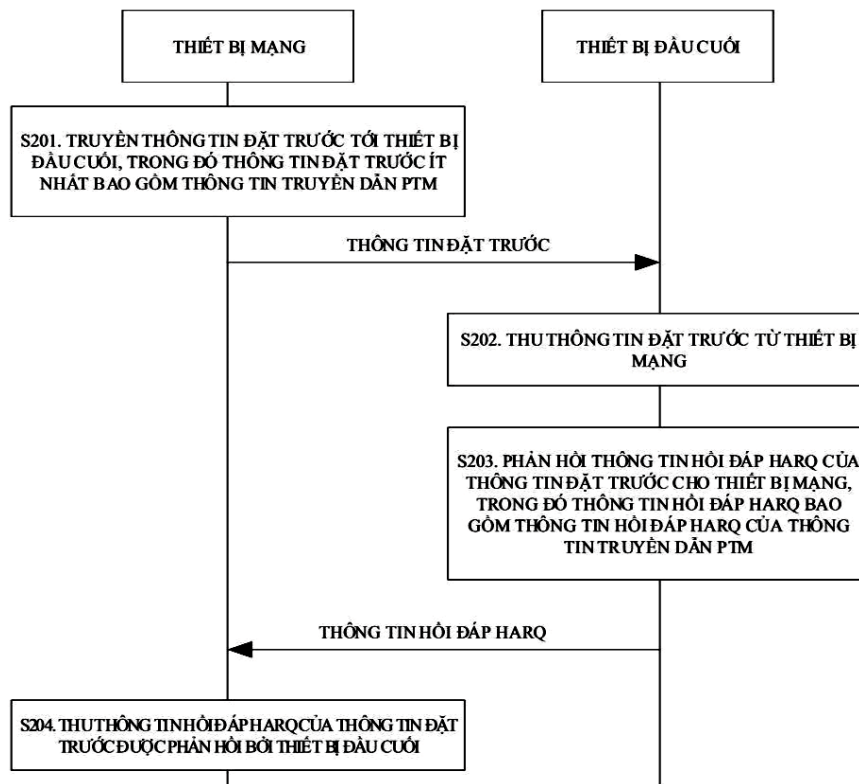 THIẾT BỊ MẠNG
THIẾT BỊ ĐẦU CUỐI
S201. TRUYỀN THÔNG TIN ĐẶT TRƯỚC TỚI THIẾT BỊ
ĐẦU CUỐI, TRONG ĐÓ THÔNG TIN ĐẶT TRƯỚC ÍT
NHẤT BAO GỒM THÔNG TIN TRUYỀN DẪN PTM
THÔNG TIN ĐẶT TRƯỚC
S202. THU THÔNG TIN ĐẶT TRƯỚC TỪ THIẾT BỊ
MẠNG
S203. PHẢN HỒI THÔNG TIN HỒI ĐÁP HARQ CỦA
THÔNG TIN ĐẶT TRƯỚC CHO THIẾT BỊ MẠNG,
TRONG ĐÓ THÔNG TIN HỒI ĐÁP HARQ BAO
GỒM THÔNG TIN HỒI ĐÁP HARQ CỦA THÔNG
TIN TRUYỀN DẪN PTM
THÔNG TIN HỒI ĐÁP HARQ
S204. THU THÔNG TIN HỒI ĐÁP HARQ CỦA THÔNG TIN ĐẶT
TRƯỚC ĐƯỢC PHẢN HỒI BỞI THIẾT BỊ ĐẦU CUỐI